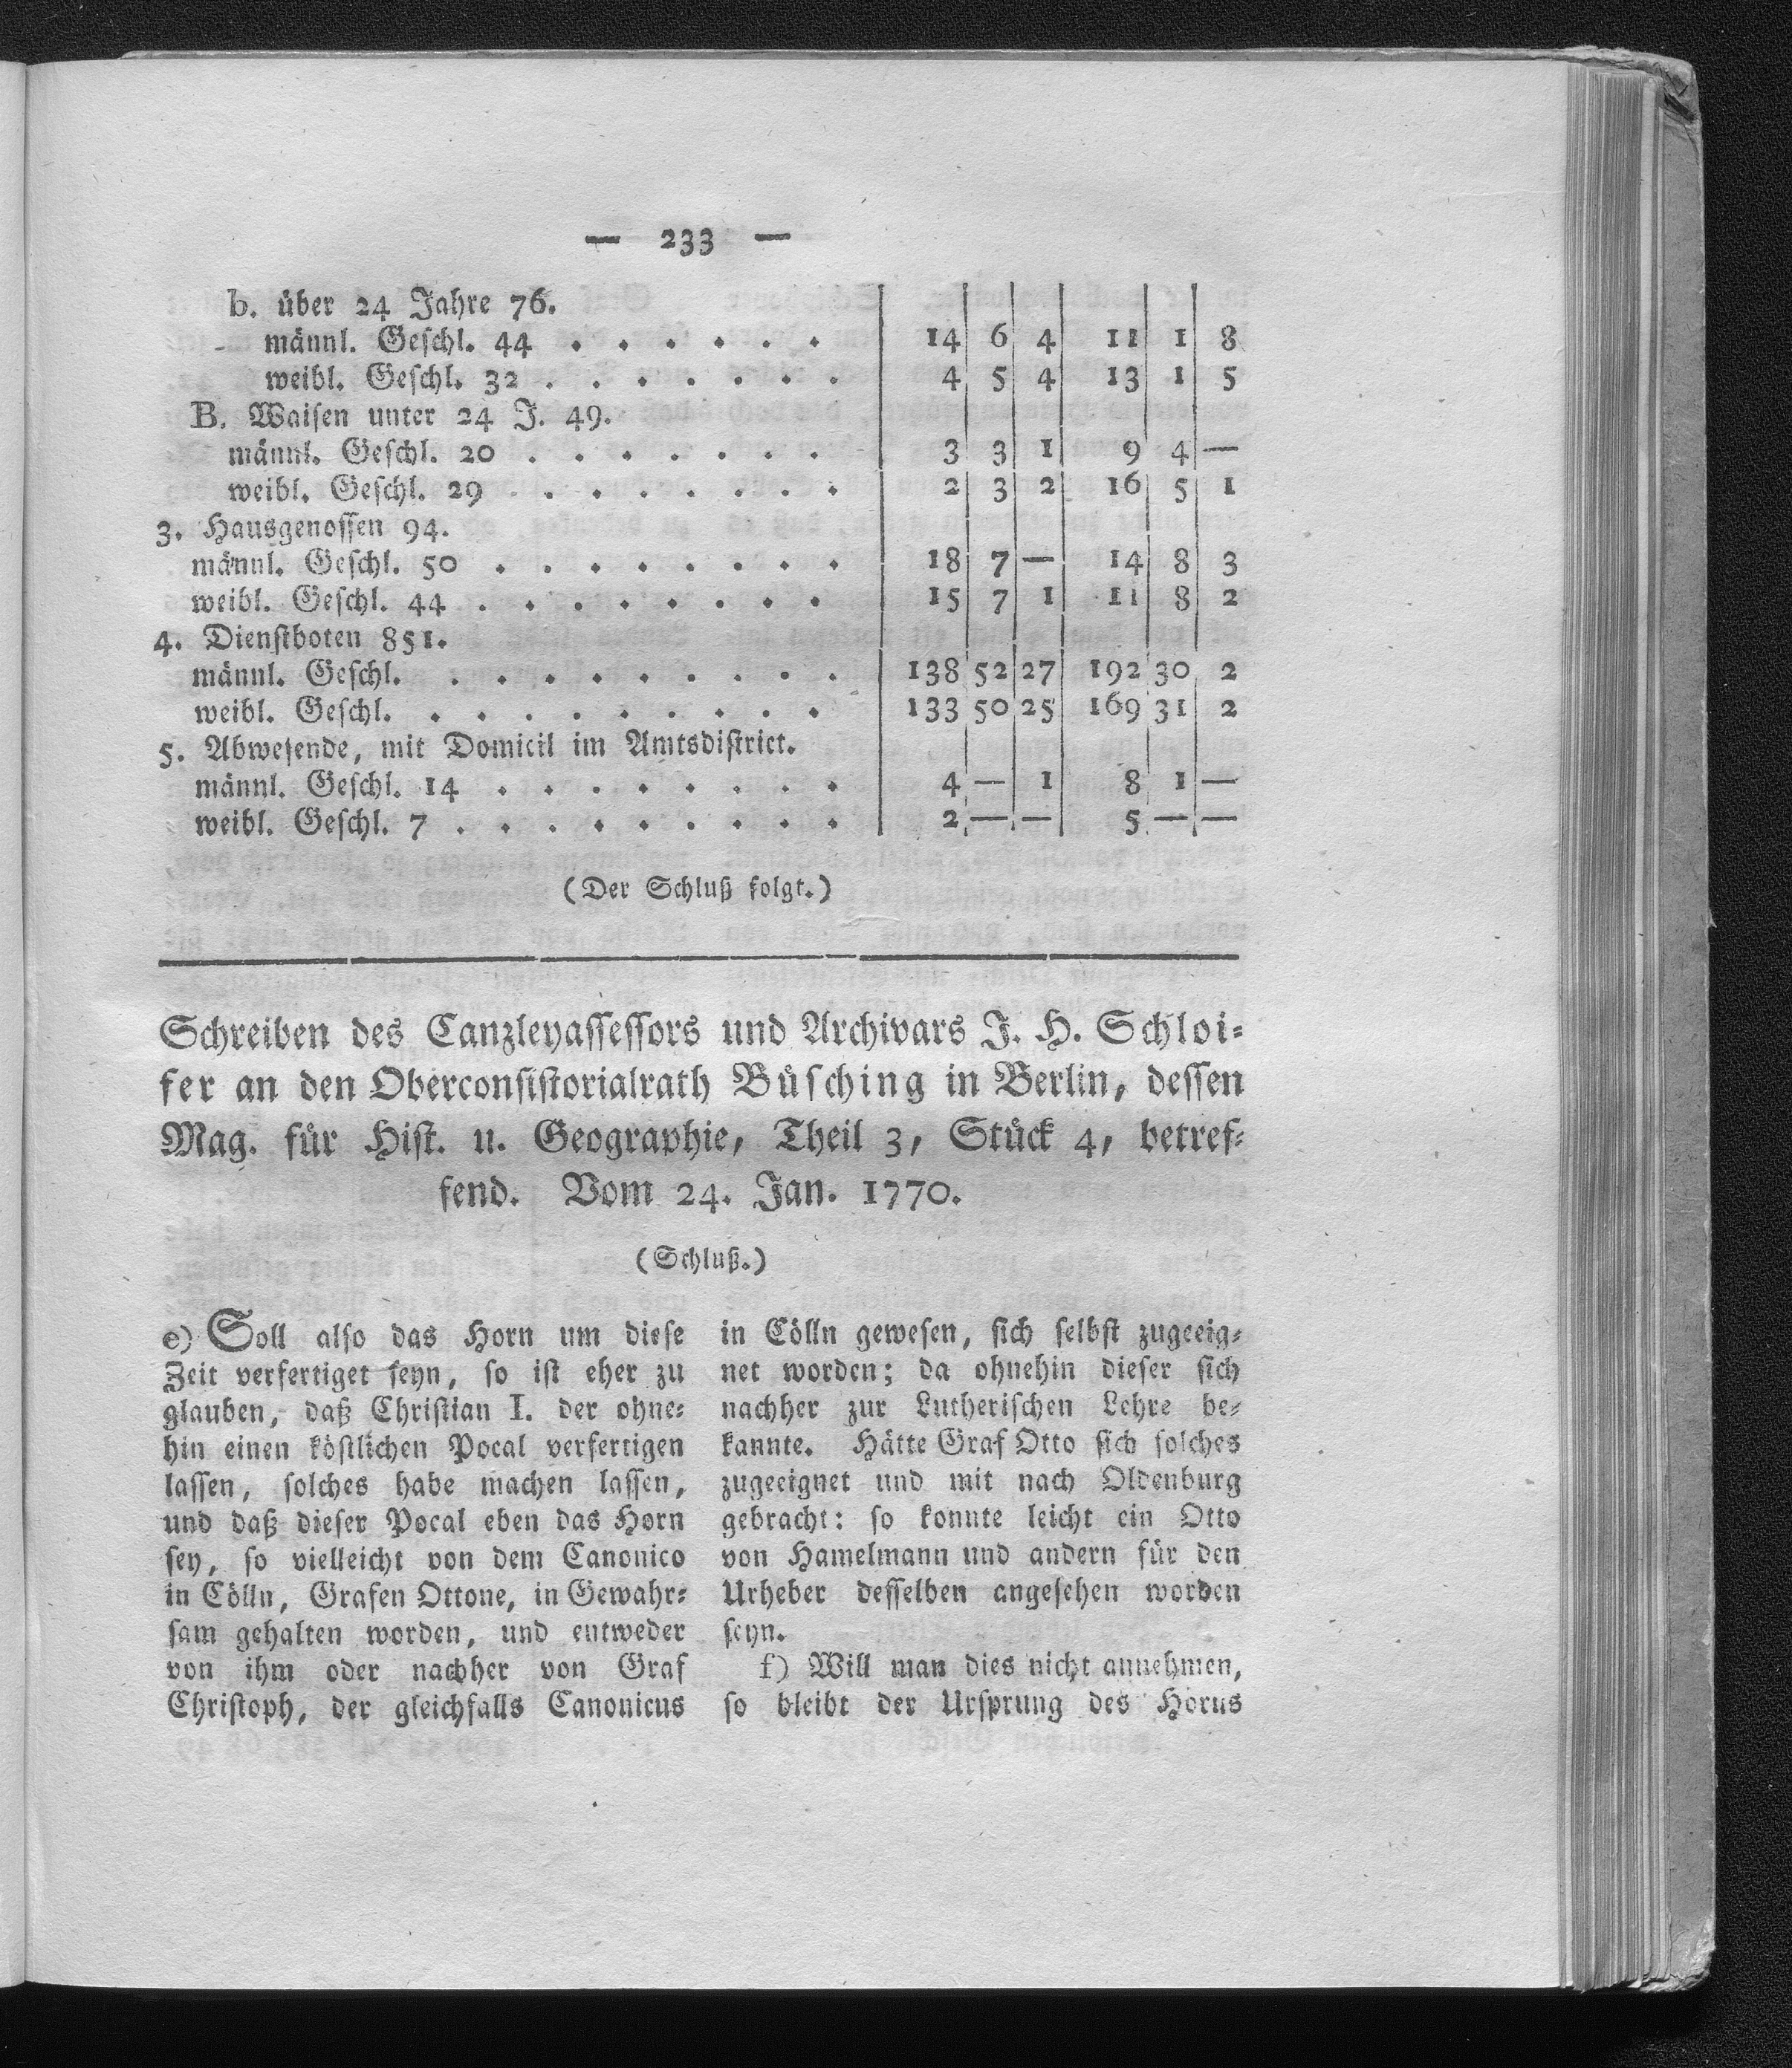 — 233 —
b. über 24 Jahre 76.
männl. Geschl. 44 . . . . . . 14 6 4 11 1 8
weibl. Geschl. 32 . . . . . . . 4 5 4 13 1 5
B. Waisen unter 24 J. 49.
männl. Geschl. 20 . . . . . . . 3 3 1 9 4 —
weibl. Geschl. 29 . . . . . . . 2 3 2 16 5 1
3. Hausgenossen 94.
männl. Geschl. 50 . . . . . . . . 18 7 — 14 8 3
weibl. Geschl. 44 . . . . . . . . 15 7 1 11 8 2
4. Dienstboten 851.
männl. Geschl. . . . . . . . . . 138 52 27 192 30 2
weibl. Geschl. . . . . . . . . . 133 50 25 169 31 2
5. Abwesende, mit Domicil im Amtsdistrict.
männl. Geschl. 14 . . . . . . . . 4 — 1 8 1 —
weibl. Geschl. 7 . . . . . . . . . 2 — — 5 — —
(Der Schluß folgt.)
Schreiben des Canzleyassessors und Archivars J. H. Schloi-
fer an den Oberconsistorialrath Büsching in Berlin, dessen
Mag. für Hist. u. Geographie, Theil 3, Stück 4, betref-
fend. Vom 24. Jan. 1770.
(Schluß.)
e) Soll also das Horn um diese
Zeit verfertiget seyn, so ist eher zu
glauben, daß Christian I. der ohne-
hin einen köstlichen Pocal verfertigen
lassen, solches habe machen lassen,
und daß dieser Pocal eben das Horn
sey, so vielleicht von dem Canonico
in Cölln, Grafen Ottone, in Gewahr-
sam gehalten worden, und entweder
von ihm oder nachher von Graf
Christoph, der gleichfalls Canonicus
in Cölln gewesen, sich selbst zugeeig-
net worden; da ohnehin dieser sich
nachher zur Lutherischen Lehre be-
kannte. Hätte Graf Otto sich solches
zugeeignet und mit nach Oldenburg
gebracht: so konnte leicht ein Otto
von Hamelmann und andern für den
Urheber desselben angesehen worden
seyn.
f) Will man dies nicht annehmen,
so bleibt der Ursprung des Horns